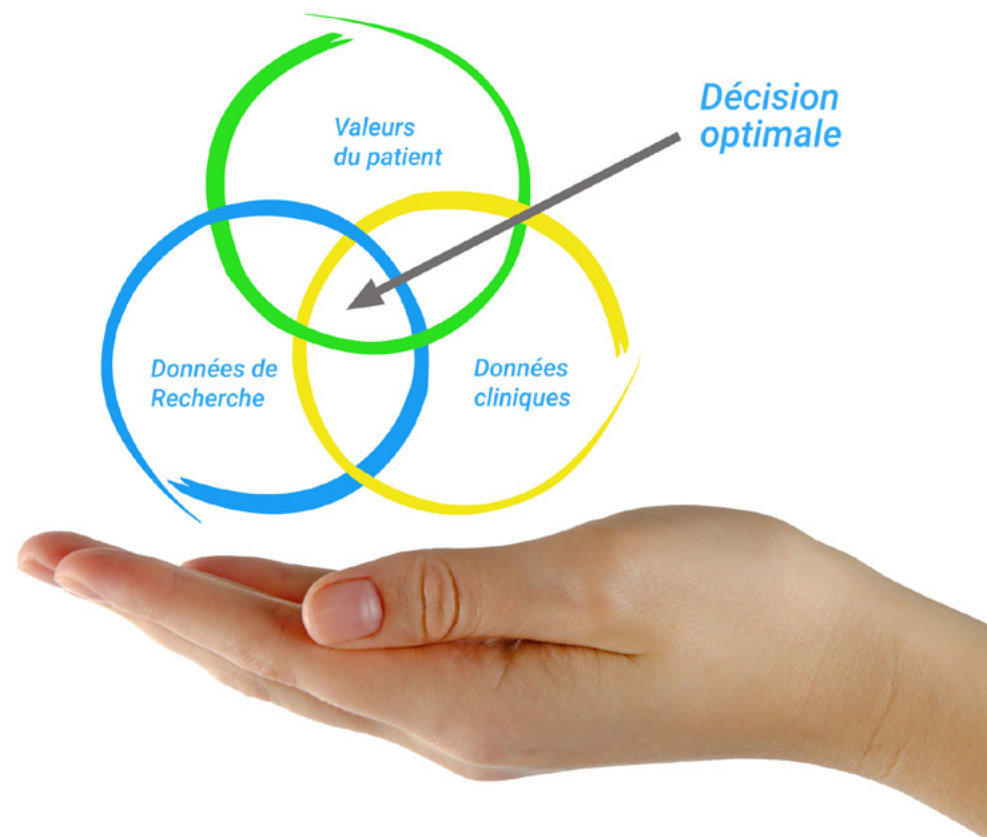 Valeurs
du patient
Décision
optimale
Données de
Recherche
Données
cliniques